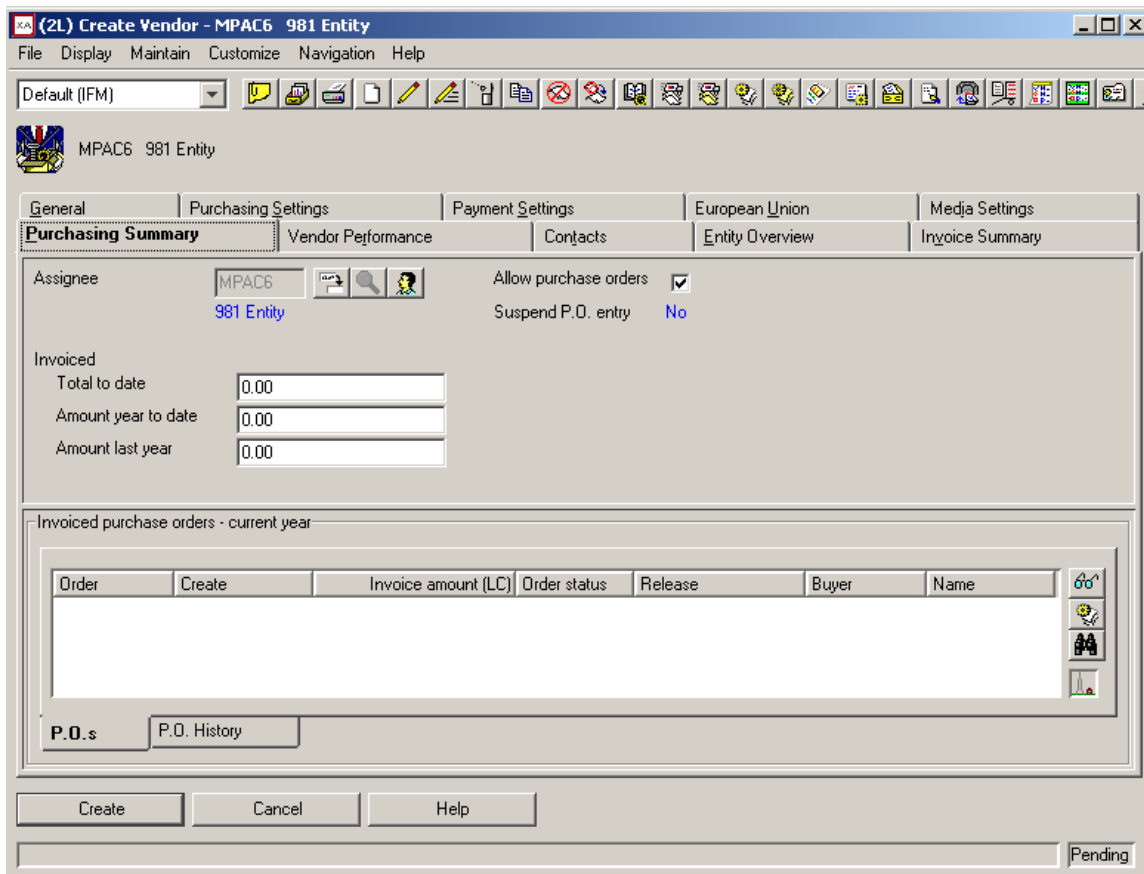 XA (2L) Create Vendor - MPAC6 981 Entity
File Display Maintain Customize Navigation Help
Default (IFM)
MPAC6 981 Entity
General Purchasing Settings Payment Settings European Union Media Settings
Purchasing Summary Vendor Performance Contacts Entity Overview Invoice Summary
Assignee MPAC6 Allow purchase orders
981 Entity Suspend P.O. entry No
Invoiced
Total to date 0.00
Amount year to date 0.00
Amount last year 0.00
Invoiced purchase orders - current year
Order Create Invoice amount (LC) Order status Release Buyer Name
P.O.s P.O. History
Create Cancel Help
Pending